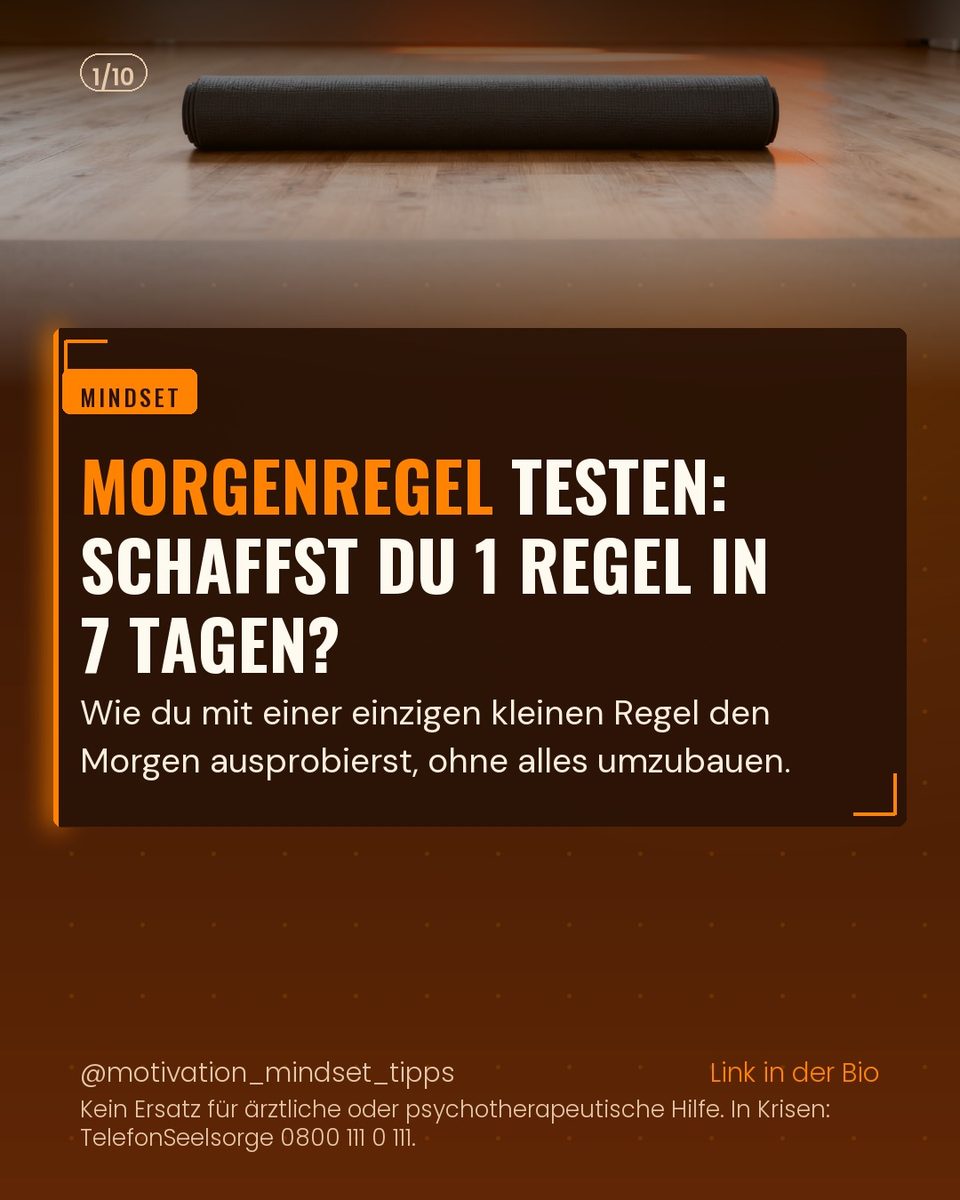 1/10
MINDSET
MORGENREGEL TESTEN:
SCHAFFST DU 1 REGEL IN
7 TAGEN?
Wie du mit einer einzigen kleinen Regel den
Morgen ausprobierst, ohne alles umzubauen.
@motivation_mindset_tipps
Link in der Bio
Kein Ersatz für ärztliche oder psychotherapeutische Hilfe. In Krisen:
TelefonSeelsorge 0800 111 0 111.